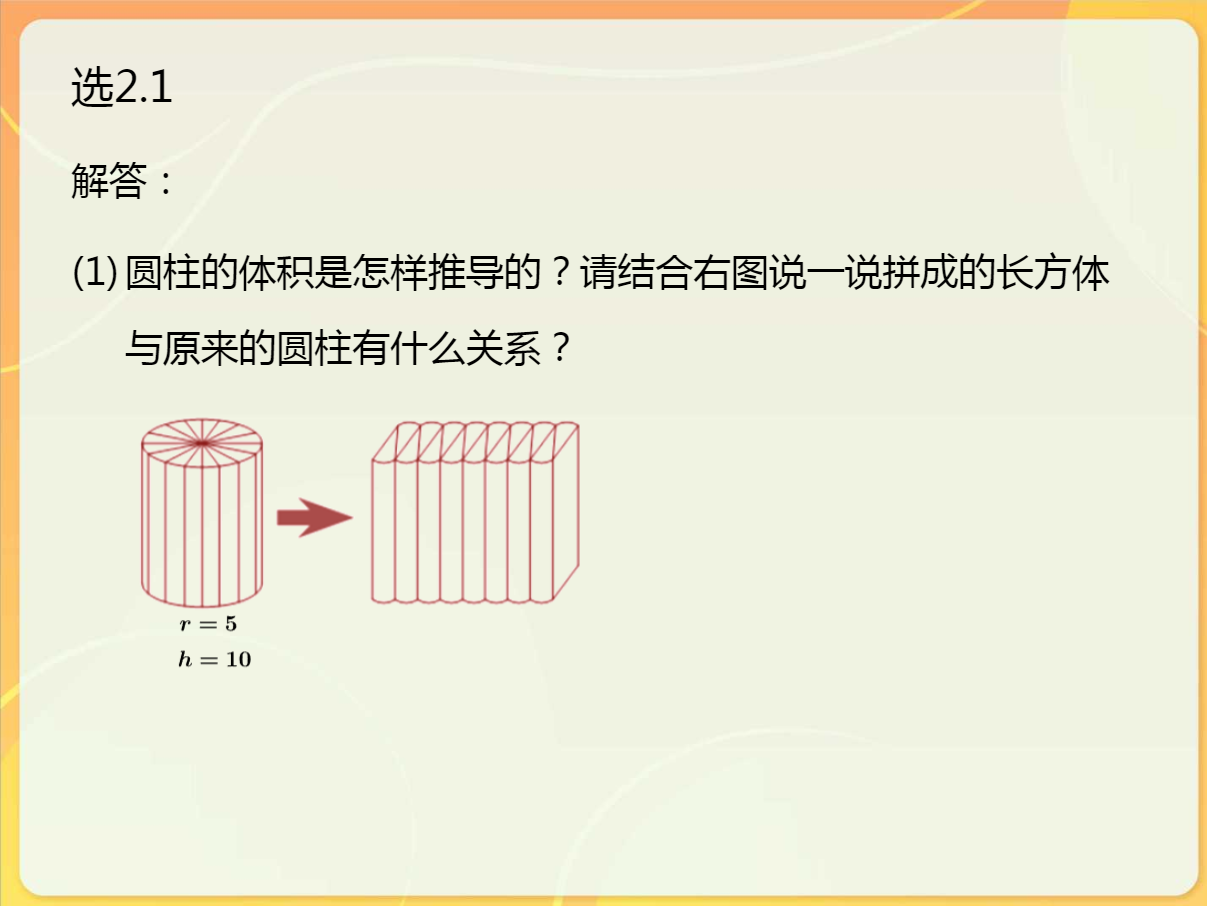 选2.1
解答：
(1) 圆柱的体积是怎样推导的？请结合右图说一说拼成的长方体
与原来的圆柱有什么关系？
r = 5
h = 10